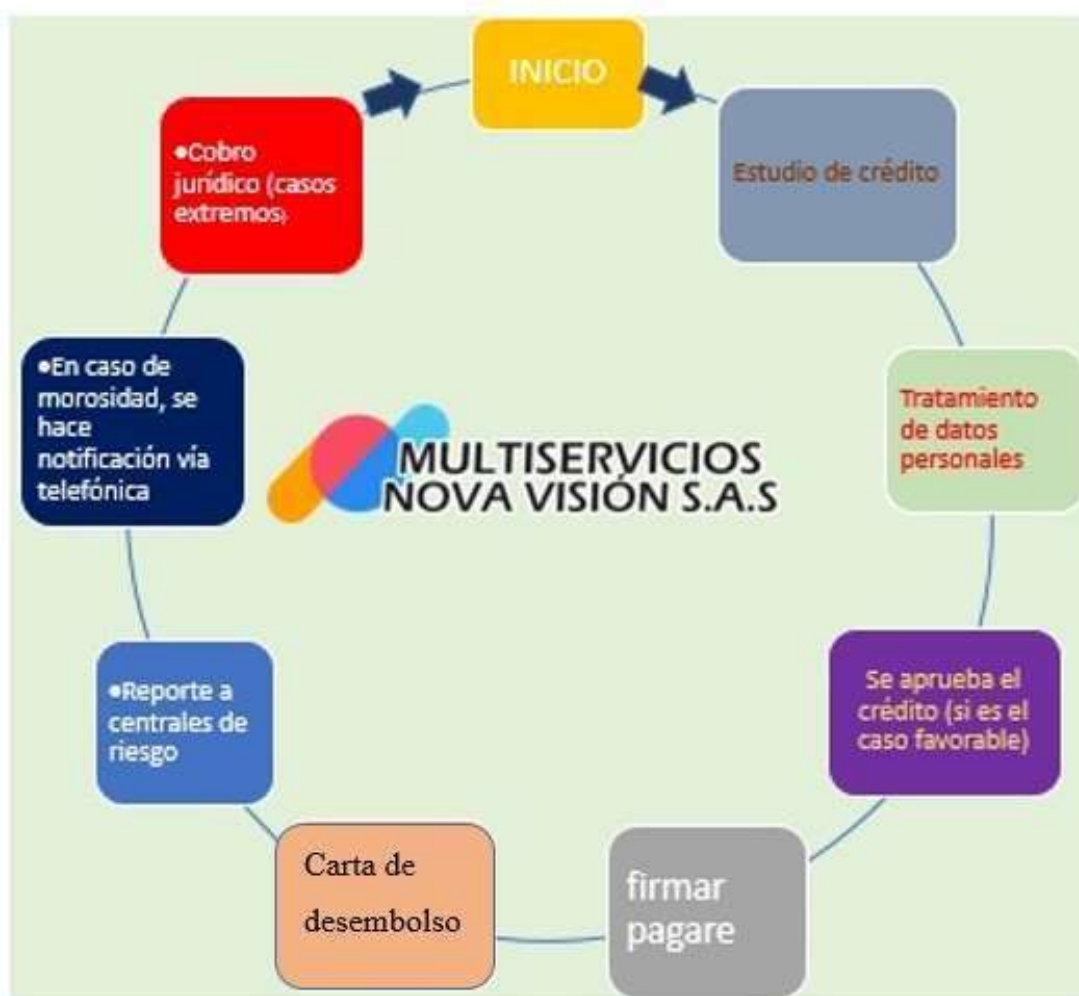 INICIO
Estudio de crédito
Tratamiento
de datos
personales
Se aprueba el
crédito (si es el
caso favorable)
firmar
pagare
Carta de
desembolso
•Reporte a
centrales de
riesgo
•En caso de
morosidad, se
hace
notificación vía
telefónica
•Cobro
jurídico (casos
extremos)
MULTISERVICIOS
NOVA VISIÓN S.A.S